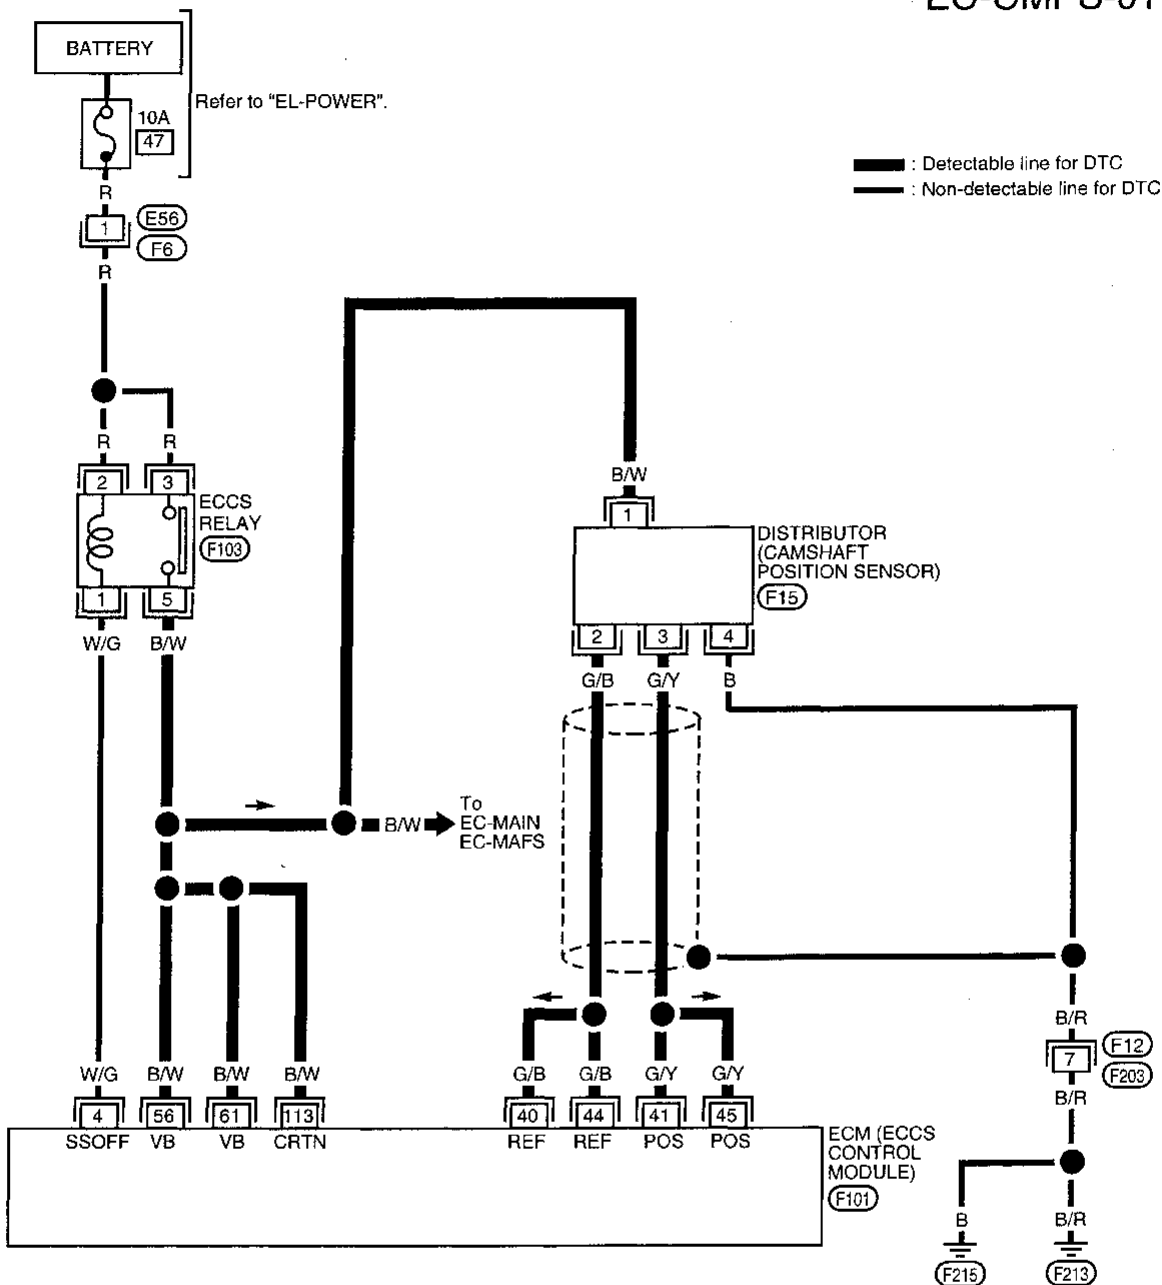 BATTERY
10A
47
Refer to "EL-POWER".
: Detectable line for DTC
: Non-detectable line for DTC
R
1
E56
F6
R
R
R
2
3
ECCS
RELAY
F103
1
5
W/G
B/W
B/W
1
DISTRIBUTOR
(CAMSHAFT
POSITION SENSOR)
F15
2
3
4
G/B
G/Y
B
B/W
To
EC-MAIN
EC-MAFS
B/R
7
F12
F203
B/R
W/G
B/W
B/W
B/W
G/B
G/B
G/Y
G/Y
4
56
61
113
40
44
41
45
SSOFF
VB
VB
CRTN
REF
REF
POS
POS
ECM (ECCS
CONTROL
MODULE)
F101
B
B/R
F215
F213